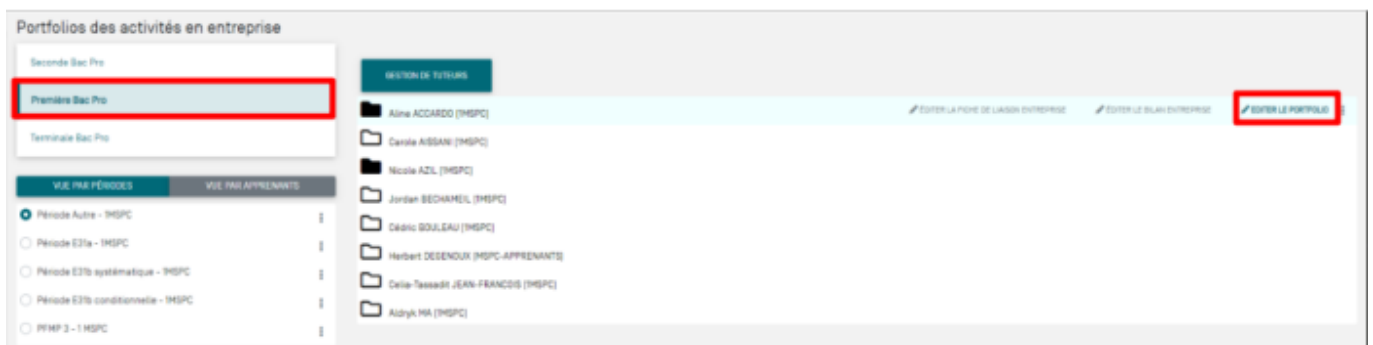 Portfolios des activités en entreprise
Seconde Bac Pro
Première Bac Pro
Terminale Bac Pro
VUE PAR PÉRIODES
VUE PAR APPRENANTS
Période Autre - 1MSPC
Période E31a - 1MSPC
Période E31b systématique - 1MSPC
Période E31b conditionnelle - 1MSPC
PFMP 3 - 1 MSPC
GESTION DE TUTEURS
Aline ACCARDO [1MSPC]
ÉDITER LA FICHE DE LIAISON ENTREPRISE
ÉDITER LE BILAN ENTREPRISE
EDITER LE PORTFOLIO
Carole AISSANI [1MSPC]
Nicole AZIL [1MSPC]
Jordan BECHAMEIL [1MSPC]
Cédric BOULEAU [1MSPC]
Herbert DEGENOUX [MSPC-APPRENANTS]
Celia-Tassadit JEAN-FRANCOIS [1MSPC]
Aldryk MA [1MSPC]